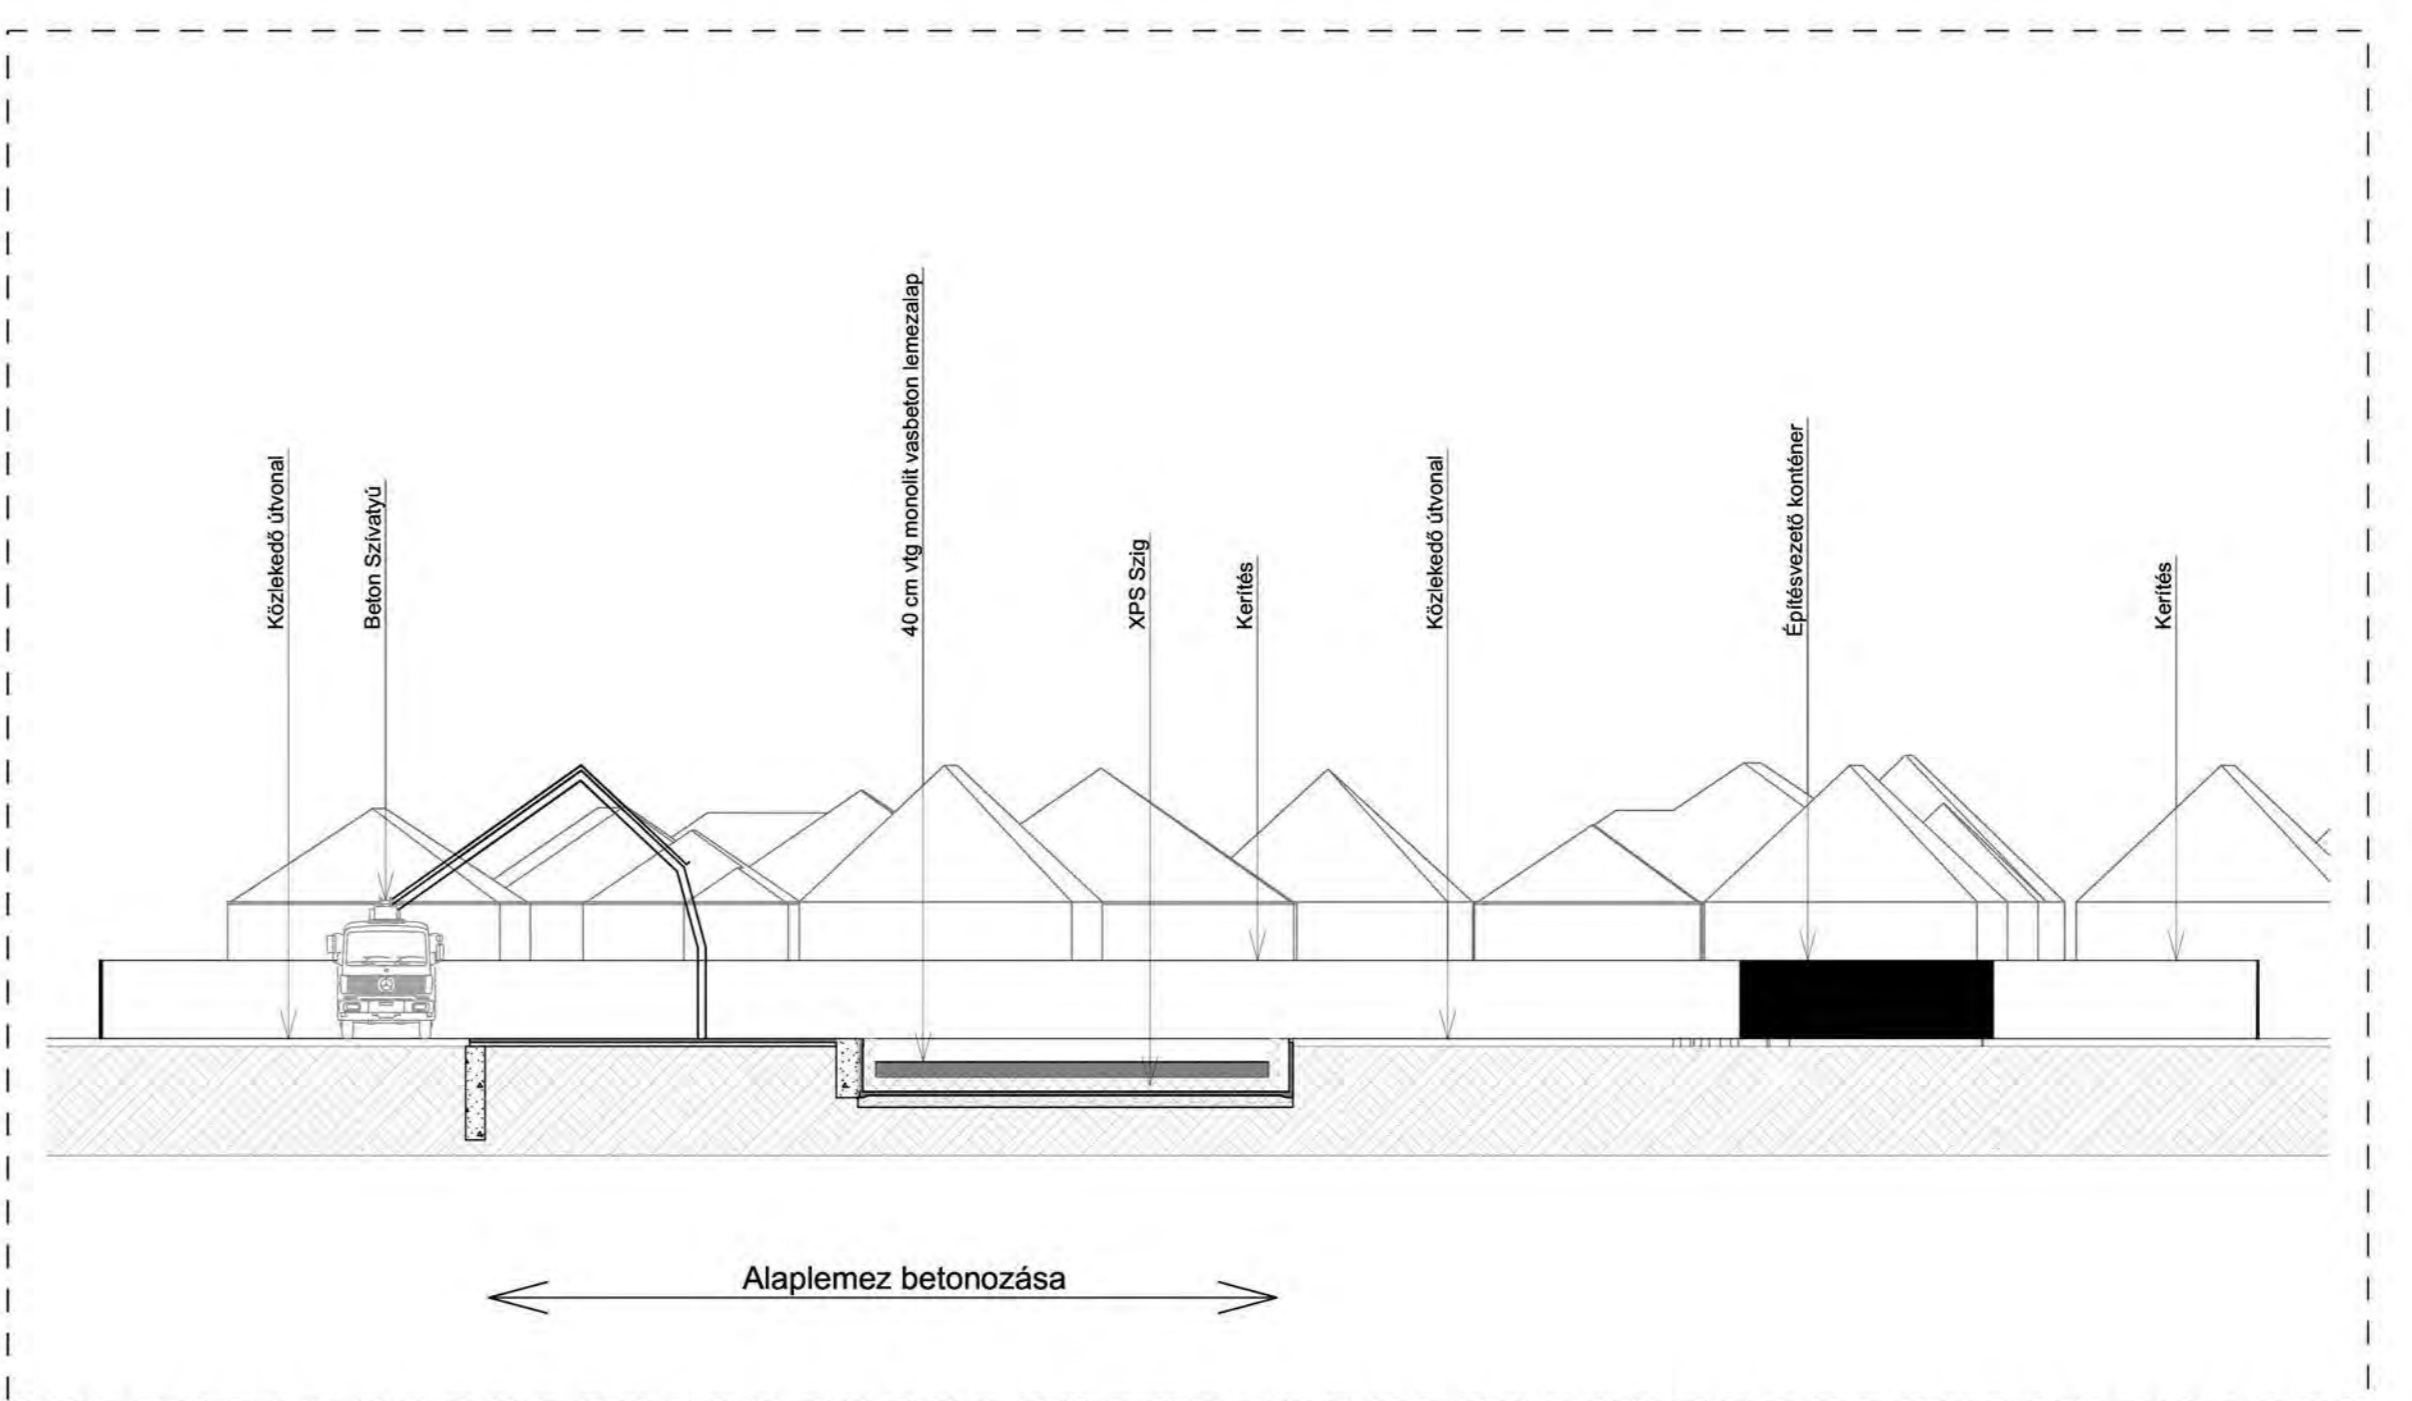 Közlekedő útvonal
Beton Szívatyú
40 cm vtg monolit vasbeton lemezalap
XPS Szig
Kerítés
Közlekedő útvonal
Építésvezető konténer
Kerítés
Alaplemez betonozása